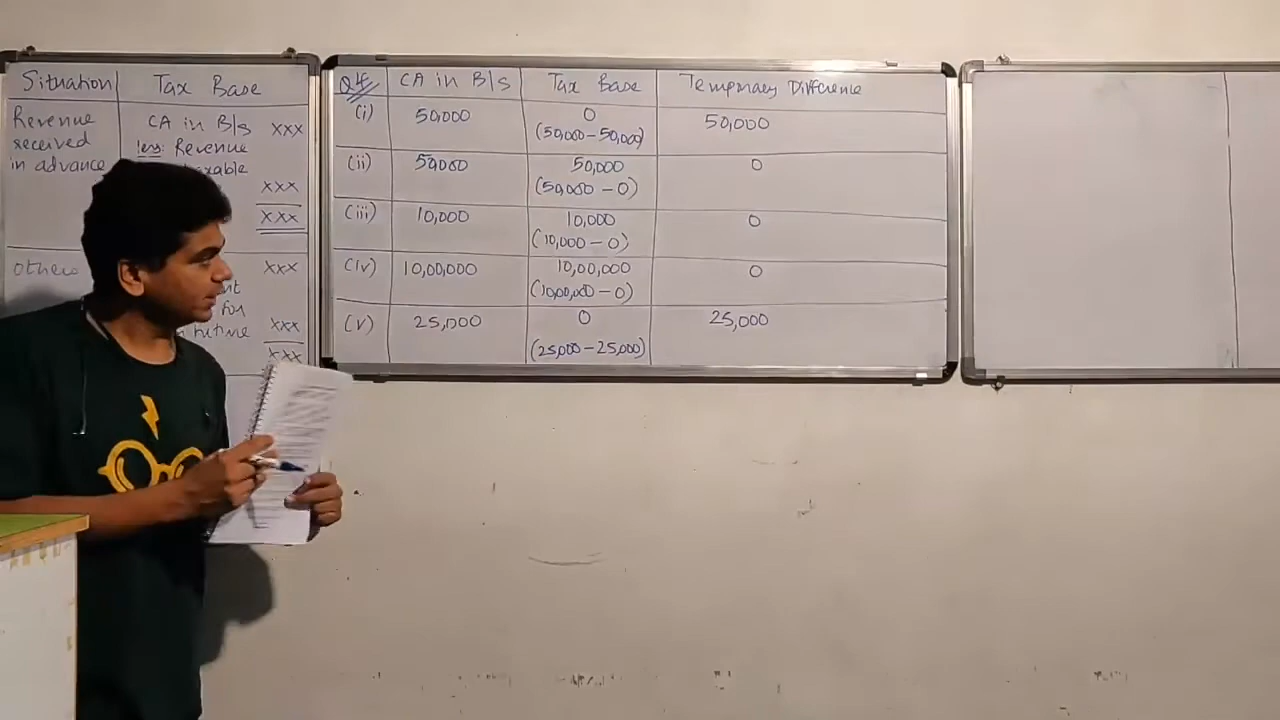 Situation | Tax Base
Revenue received in advance | CA in B/s xxx
less: Revenue
taxable
xxx
xxx
Others
xxx
for
future xxx
xxx
Q4. | CA in B/s | Tax Base | Temporary Difference
(i) | 50,000 | 0 | 50,000
(50,000-50,000)
(ii) | 50,000 | 50,000 | 0
(50,000-0)
(iii) | 10,000 | 10,000 | 0
(10,000-0)
(iv) | 10,00,000 | 10,00,000 | 0
(10,00,000-0)
(v) | 25,000 | 0 | 25,000
(25,000-25,000)